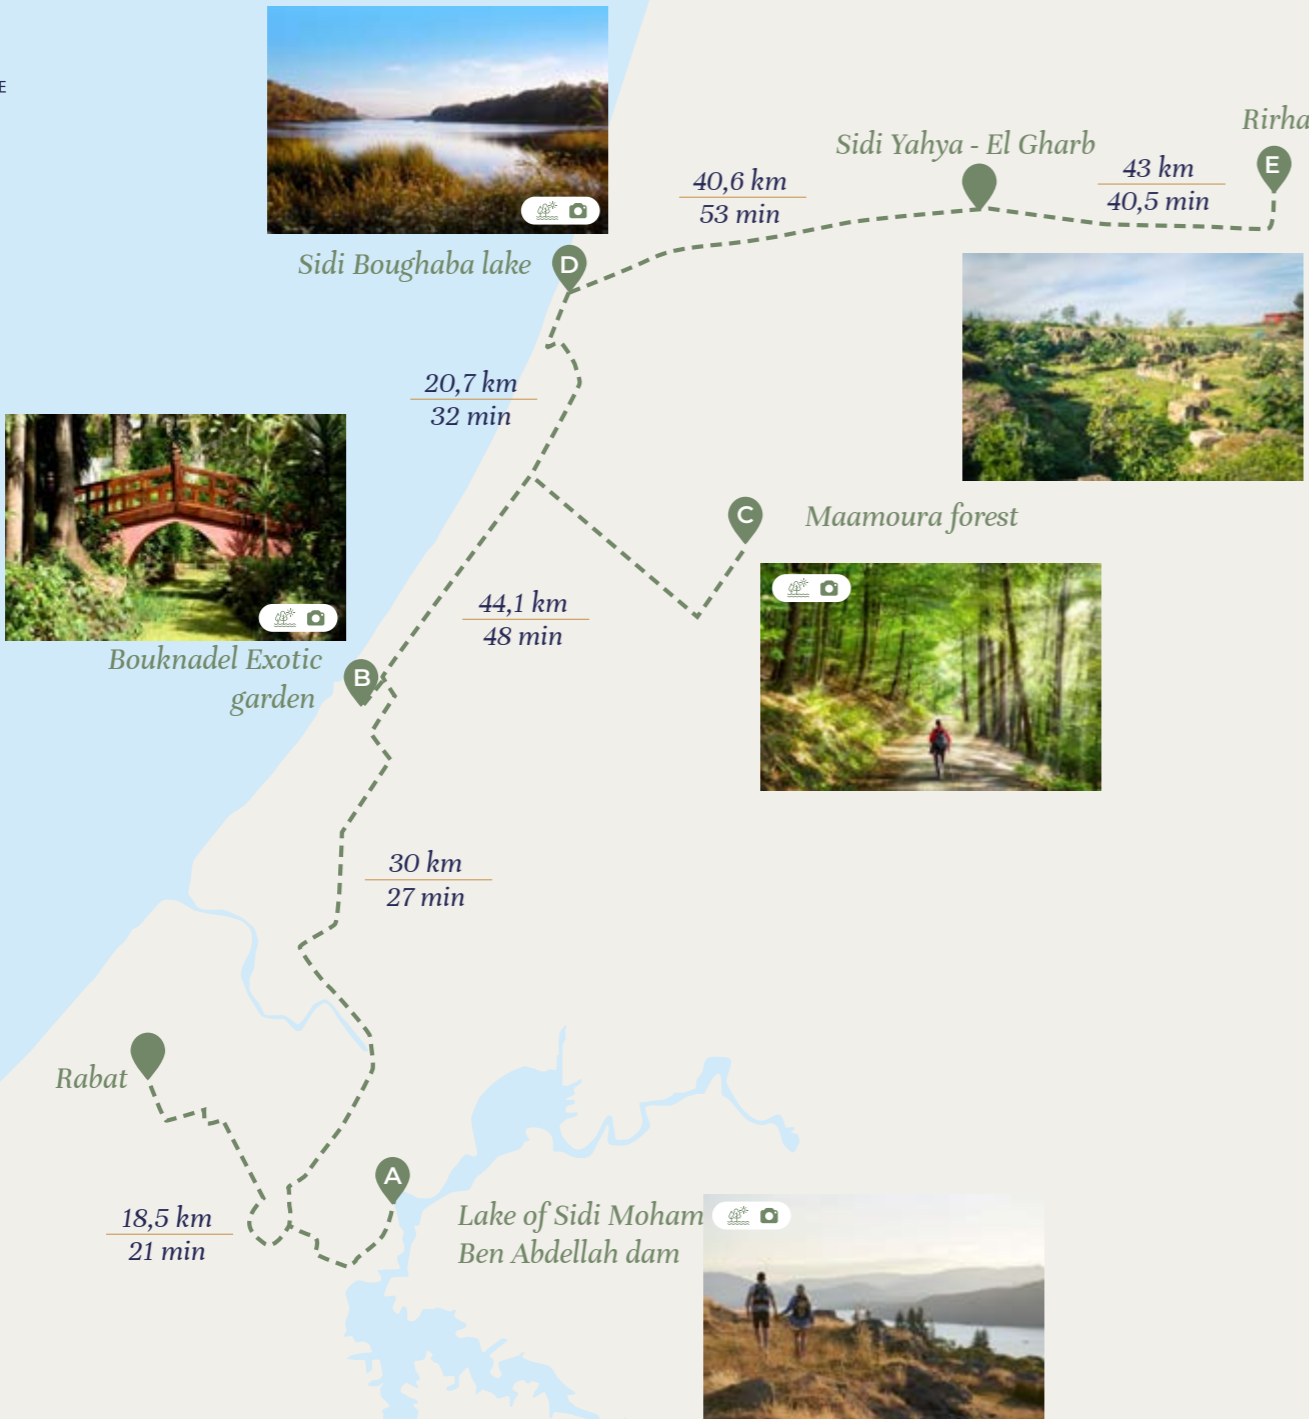 E
Rirha
Sidi Yahya - El Gharb
43 km
40,5 min
E
40,6 km
53 min
Sidi Boughaba lake
D
20,7 km
32 min
C
Maamoura forest
44,1 km
48 min
Bouknadel Exotic
garden
B
30 km
27 min
Rabat
A
18,5 km
21 min
Lake of Sidi Moham
Ben Abdellah dam